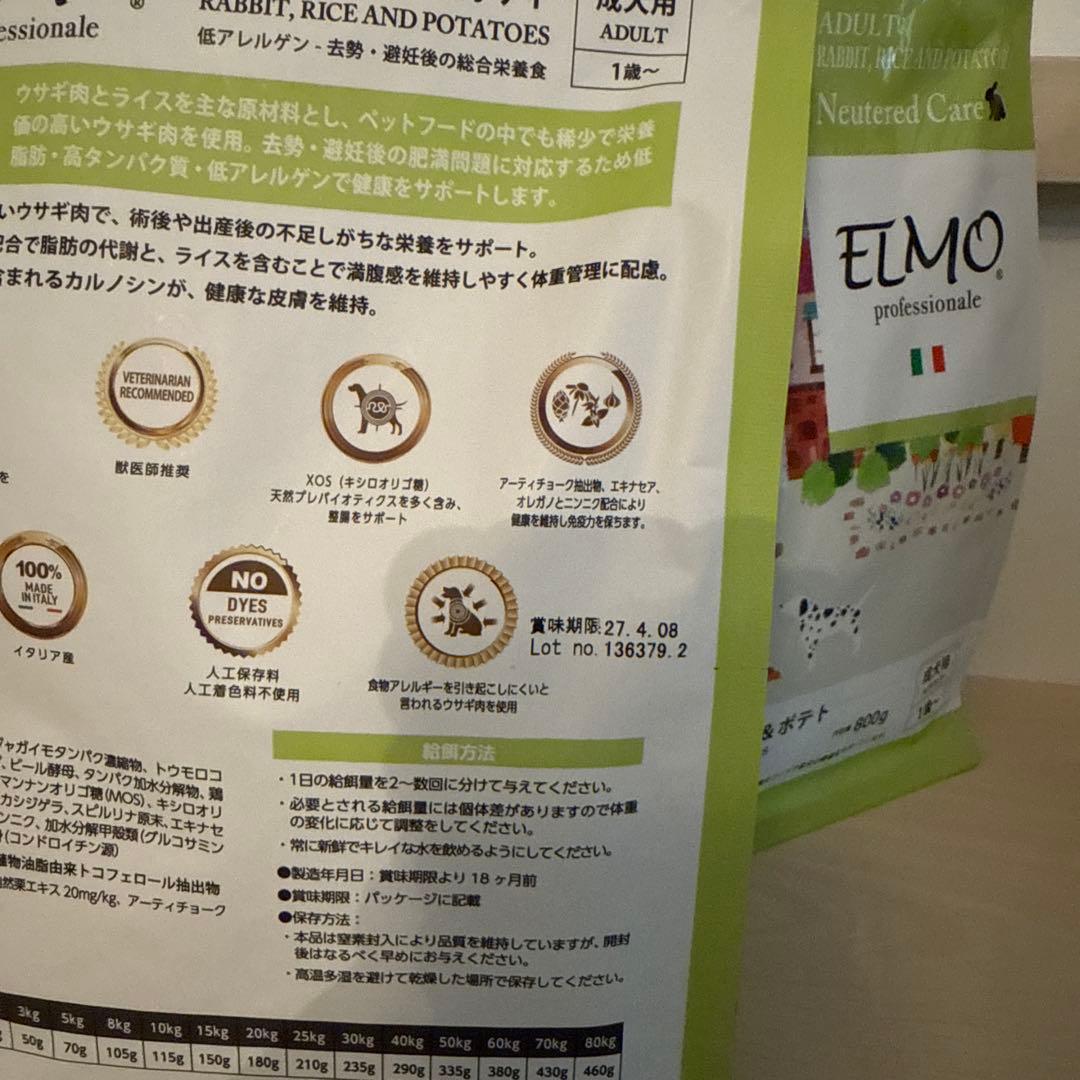 essionale
®
RABBIT, RICE AND POTATOES
低アレルゲン - 去勢・避妊後の総合栄養食
成犬用
ADULT
1歳〜
ウサギ肉とライスを主な原材料とし、ペットフードの中でも稀少で栄養
価の高いウサギ肉を使用。去勢・避妊後の肥満問題に対応するため低
脂肪・高タンパク質・低アレルゲンで健康をサポートします。
いウサギ肉で、術後や出産後の不足しがちな栄養をサポート。
配合で脂肪の代謝と、ライスを含むことで満腹感を維持しやすく体重管理に配慮。
含まれるカルノシンが、健康な皮膚を維持。
VETERINARIAN
RECOMMENDED
獣医師推奨
XOS（キシロオリゴ糖）
天然プレバイオティクスを多く含み、
整腸をサポート
アーティチョーク抽出物、エキナセア、
オレガノとニンニク配合により
健康を維持し免疫力を保ちます。
を
100%
MADE
IN ITALY
イタリア産
NO
DYES
PRESERVATIVES
人工保存料
人工着色料不使用
食物アレルギーを引き起こしにくいと
言われるウサギ肉を使用
賞味期限:27.4.08
Lot no.136379.2
ジャガイモタンパク濃縮物、トウモロコ
、ビール酵母、タンパク加水分解物、鶏
マンナンオリゴ糖(MOS)、キシロオリ
カシジゲラ、スピルリナ原末、エキナセ
ンニク、加水分解甲殻類(グルコサミン
(コンドロイチン源)
植物油脂由来トコフェロール抽出物
然栗エキス 20mg/kg、アーティチョーク
給餌方法
・1日の給餌量を2〜数回に分けて与えてください。
・必要とされる給餌量には個体差がありますので体重
の変化に応じて調整をしてください。
・常に新鮮でキレイな水を飲めるようにしてください。
●製造年月日：賞味期限より 18 ヶ月前
●賞味期限：パッケージに記載
●保存方法：
・本品は窒素封入により品質を維持していますが、開封
後はなるべく早めにお与えください。
・高温多湿を避けて乾燥した場所で保存してください。
3kg 5kg 8kg 10kg 15kg 20kg 25kg 30kg 40kg 50kg 60kg 70kg 80kg
50g 70g 105g 115g 150g 180g 210g 235g 290g 335g 380g 430g 460g
ADULT
RABBIT, RICE AND POTATOES
Neutered Care
ELMO
®
professionale
成犬用
1歳〜
&ポテト
800g